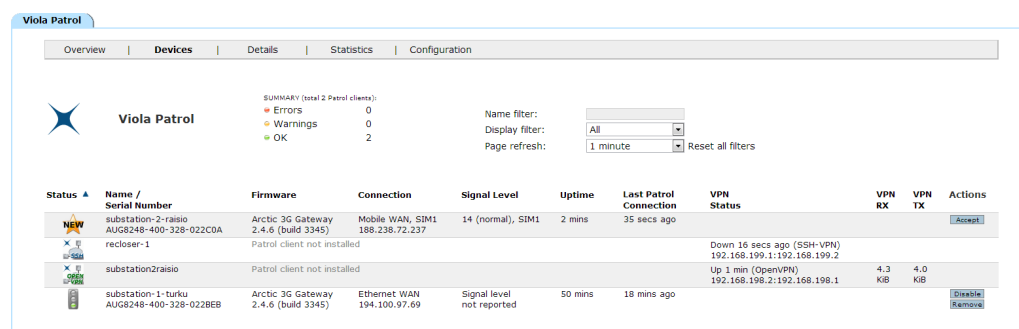 Viola Patrol
Overview | Devices | Details | Statistics | Configuration
Viola Patrol
SUMMARY (total 2 Patrol clients):
Errors 0
Warnings 0
OK 2
Name filter:
Display filter: All
Page refresh: 1 minute Reset all filters
Status Name / Firmware Connection Signal Level Uptime Last Patrol VPN VPN VPN Actions
Serial Number Connection Status RX TX
NEW substation-2-raisio Arctic 3G Gateway Mobile WAN, SIM1 14 (normal), SIM1 2 mins 35 secs ago Accept
AUG8248-400-328-022C0A 2.4.6 (build 3345) 188.238.72.237
recloser-1 Patrol client not installed Down 16 secs ago (SSH-VPN)
SSH 192.168.199.1:192.168.199.2
substation2raisio Patrol client not installed Up 1 min (OpenVPN) 4.3 4.0
OPEN VPN 192.168.198.2:192.168.198.1 KiB KiB
substation-1-turku Arctic 3G Gateway Ethernet WAN Signal level 50 mins 18 mins ago Disable
AUG8248-400-328-022BEB 2.4.6 (build 3345) 194.100.97.69 not reported Remove